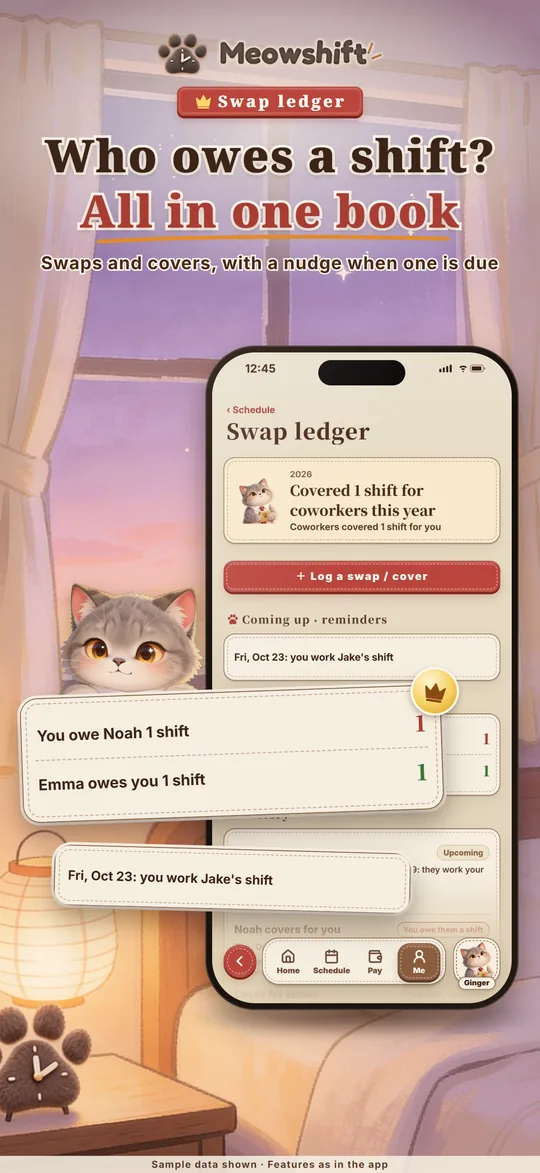 Meowshift
Swap ledger
Who owes a shift?
All in one book
Swaps and covers, with a nudge when one is due
12:45
‹ Schedule
Swap ledger
2026
Covered 1 shift for
coworkers this year
Coworkers covered 1 shift for you
+ Log a swap / cover
Coming up · reminders
Fri, Oct 23: you work Jake's shift
You owe Noah 1 shift 1
1
Emma owes you 1 shift 1
1
Upcoming
9: they work your
Fri, Oct 23: you work Jake's shift
Noah covers for you
You owe them a shift
Home
Schedule
Pay
Me
Ginger
Sample data shown · Features as in the app